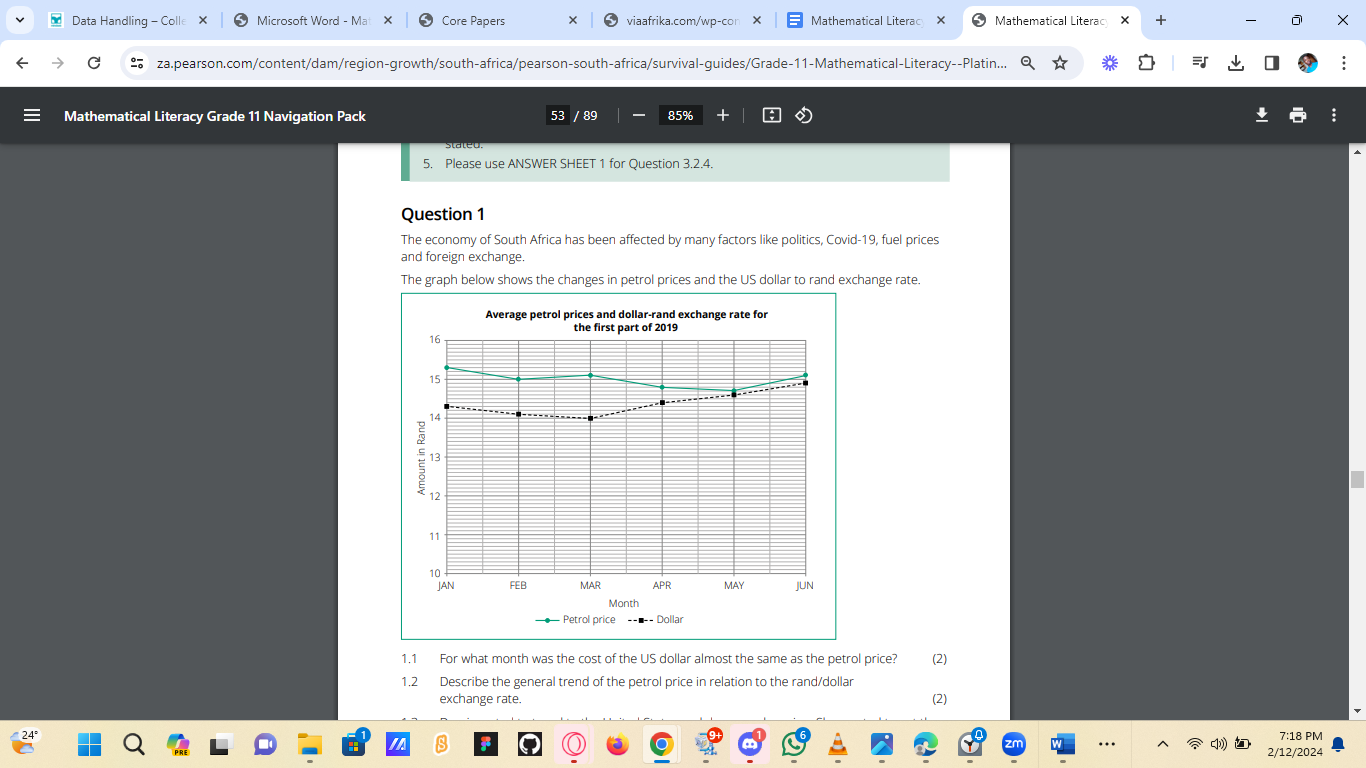 Data Handling – Colle
Microsoft Word - Mat
Core Papers
viaafrika.com/wp-con
Mathematical Literac
Mathematical Literac
za.pearson.com/content/dam/region-growth/south-africa/pearson-south-africa/survival-guides/Grade-11-Mathematical-Literacy--Platin...
Mathematical Literacy Grade 11 Navigation Pack
53 / 89
85%
stated.
5. Please use ANSWER SHEET 1 for Question 3.2.4.
Question 1
The economy of South Africa has been affected by many factors like politics, Covid-19, fuel prices
and foreign exchange.
The graph below shows the changes in petrol prices and the US dollar to rand exchange rate.
Average petrol prices and dollar-rand exchange rate for
the first part of 2019
16
15
14
13
12
11
10
Amount in Rand
JAN FEB MAR APR MAY JUN
Month
Petrol price Dollar
1.1 For what month was the cost of the US dollar almost the same as the petrol price? (2)
1.2 Describe the general trend of the petrol price in relation to the rand/dollar
exchange rate. (2)
24°
PRE
1
9+
1
6
zm
W
7:18 PM
2/12/2024